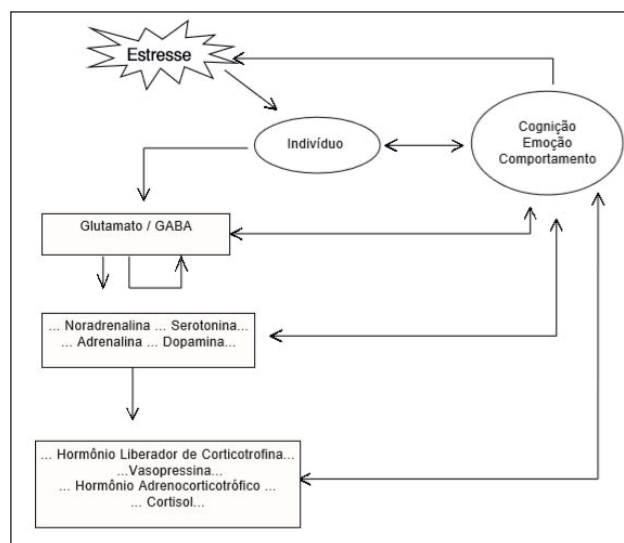 Estresse
Indivíduo
Cognição
Emoção
Comportamento
Glutamato / GABA
... Noradrenalina ... Serotonina...
... Adrenalina ... Dopamina...
... Hormônio Liberador de Corticotrofina...
...Vasopressina...
... Hormônio Adrenocorticotrófico ...
... Cortisol...